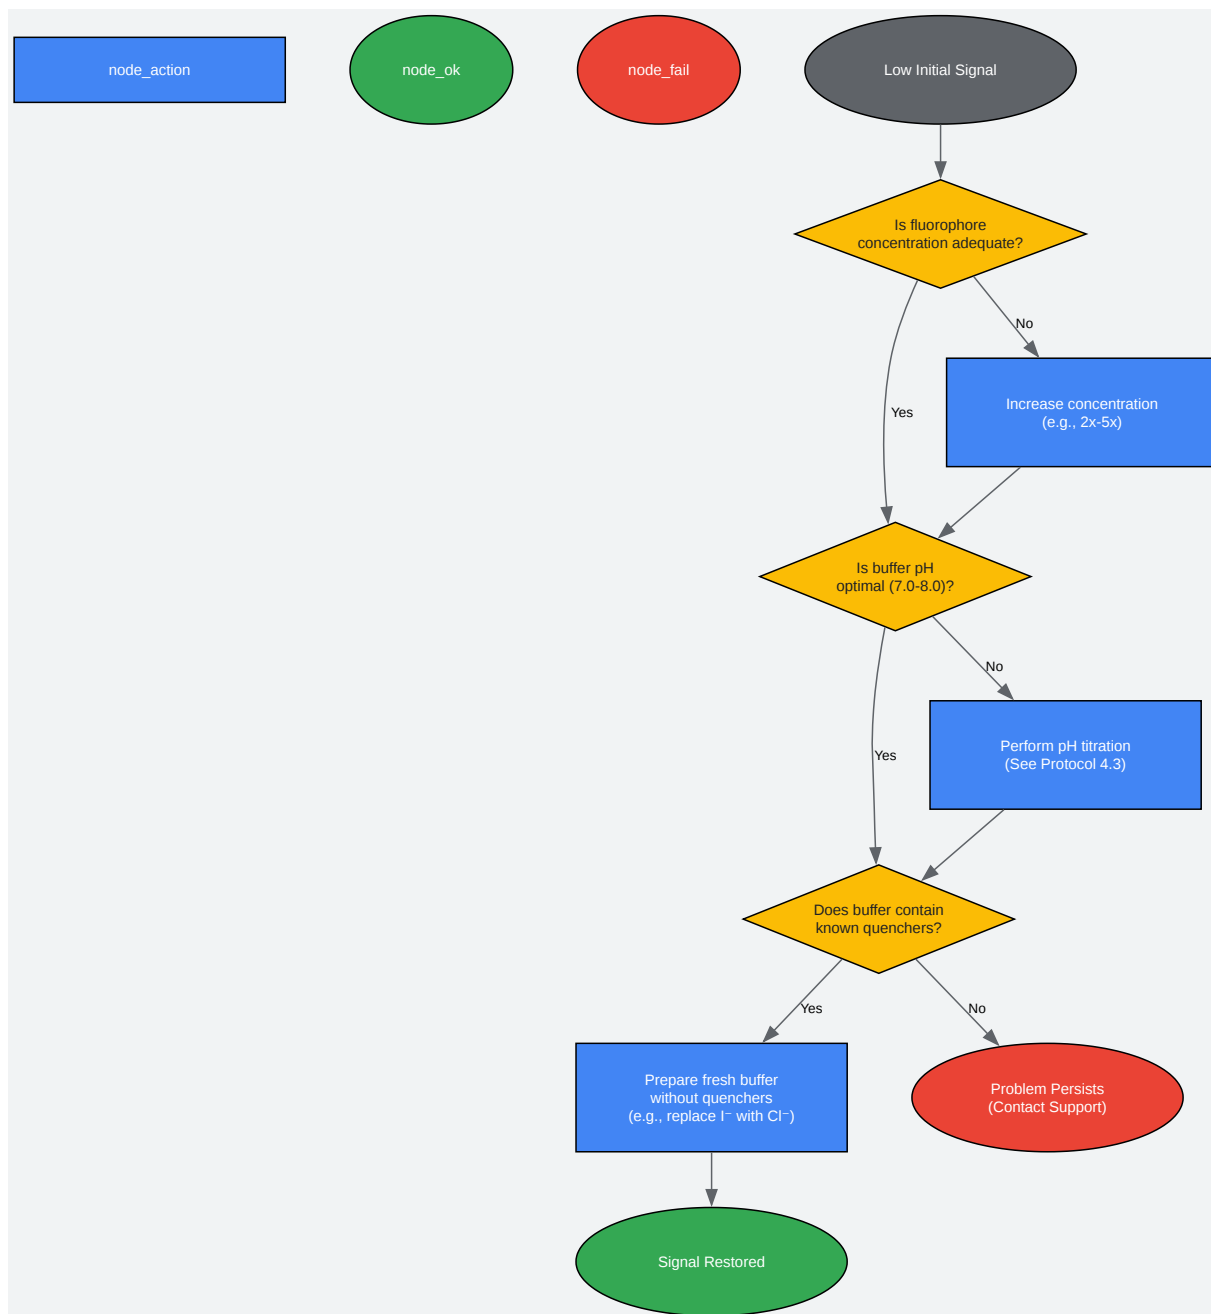 node_action
node_ok
node_fail
Low Initial Signal
Is fluorophore
concentration adequate?
No
Increase concentration
(e.g., 2x-5x)
Yes
Is buffer pH
optimal (7.0-8.0)?
No
Perform pH titration
(See Protocol 4.3)
Yes
Does buffer contain
known quenchers?
Yes
No
Prepare fresh buffer
without quenchers
(e.g., replace I⁻ with Cl⁻)
Problem Persists
(Contact Support)
Signal Restored